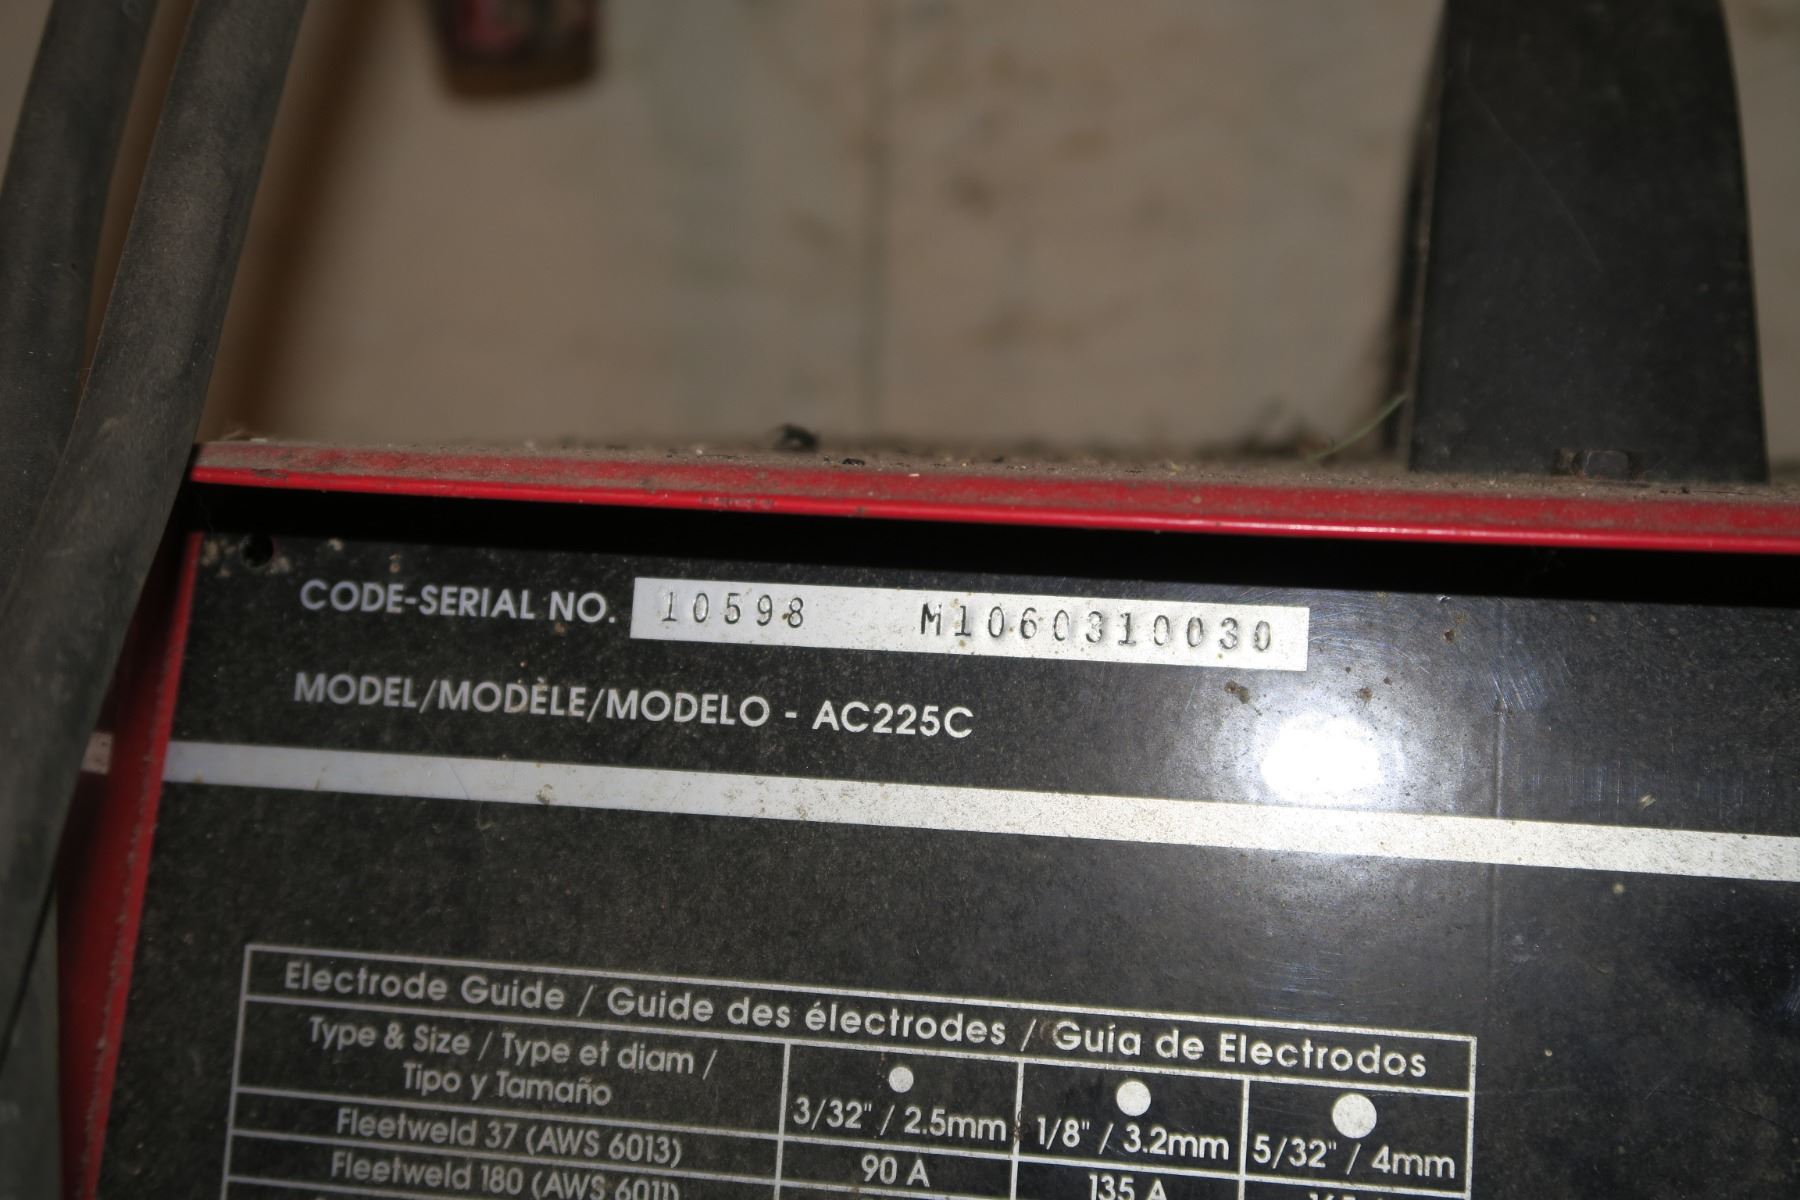 CODE-SERIAL NO. 10598 M1060310030
MODEL/MODÈLE/MODELO - AC225C
Electrode Guide / Guide des électrodes / Guía de Electrodos
Type & Size / Type et diam /
Tipo y Tamaño
3/32" / 2.5mm 1/8" / 3.2mm 5/32" / 4mm
Fleetweld 37 (AWS 6013) 90 A 135 A
Fleetweld 180 (AWS 6011)